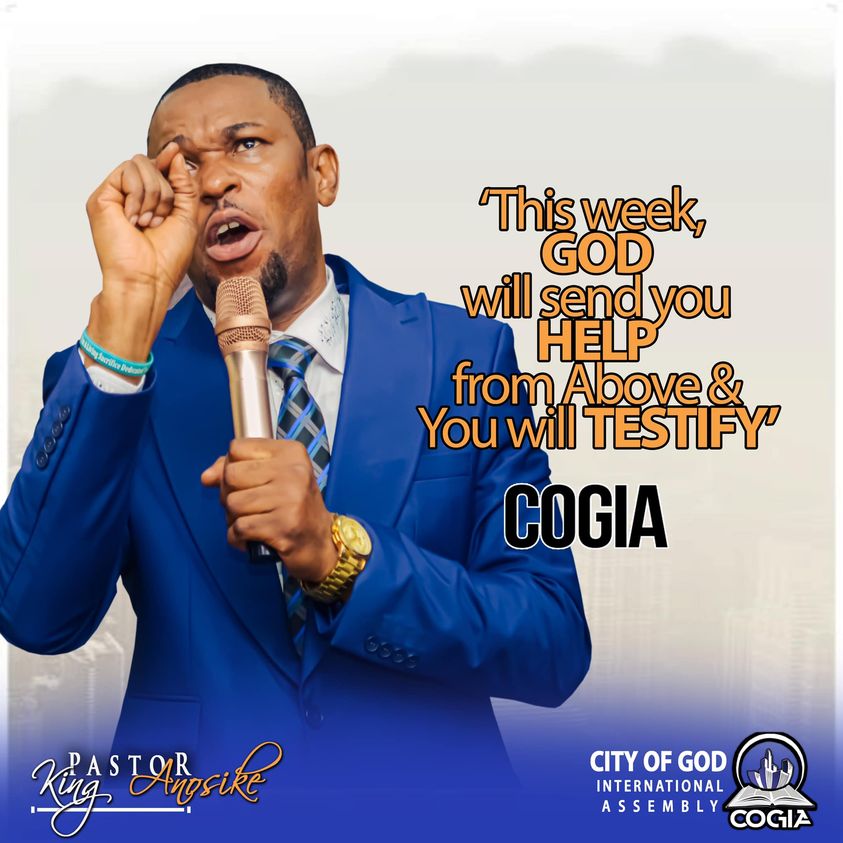 'This week,
GOD
will send you
HELP
from Above &
You will TESTIFY'
COGIA
PASTOR
King Anosike
CITY OF GOD
INTERNATIONAL
ASSEMBLY
COGIA